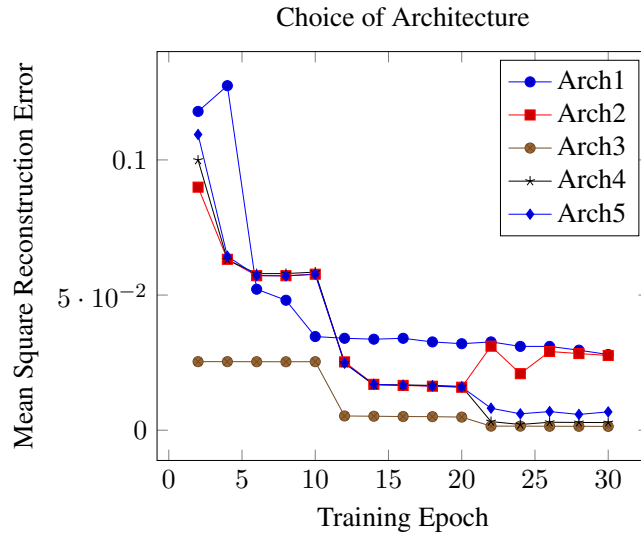 Choice of Architecture
Mean Square Reconstruction Error
0.1
5 · 10⁻²
0
Arch1
Arch2
Arch3
Arch4
Arch5
0 5 10 15 20 25 30
Training Epoch